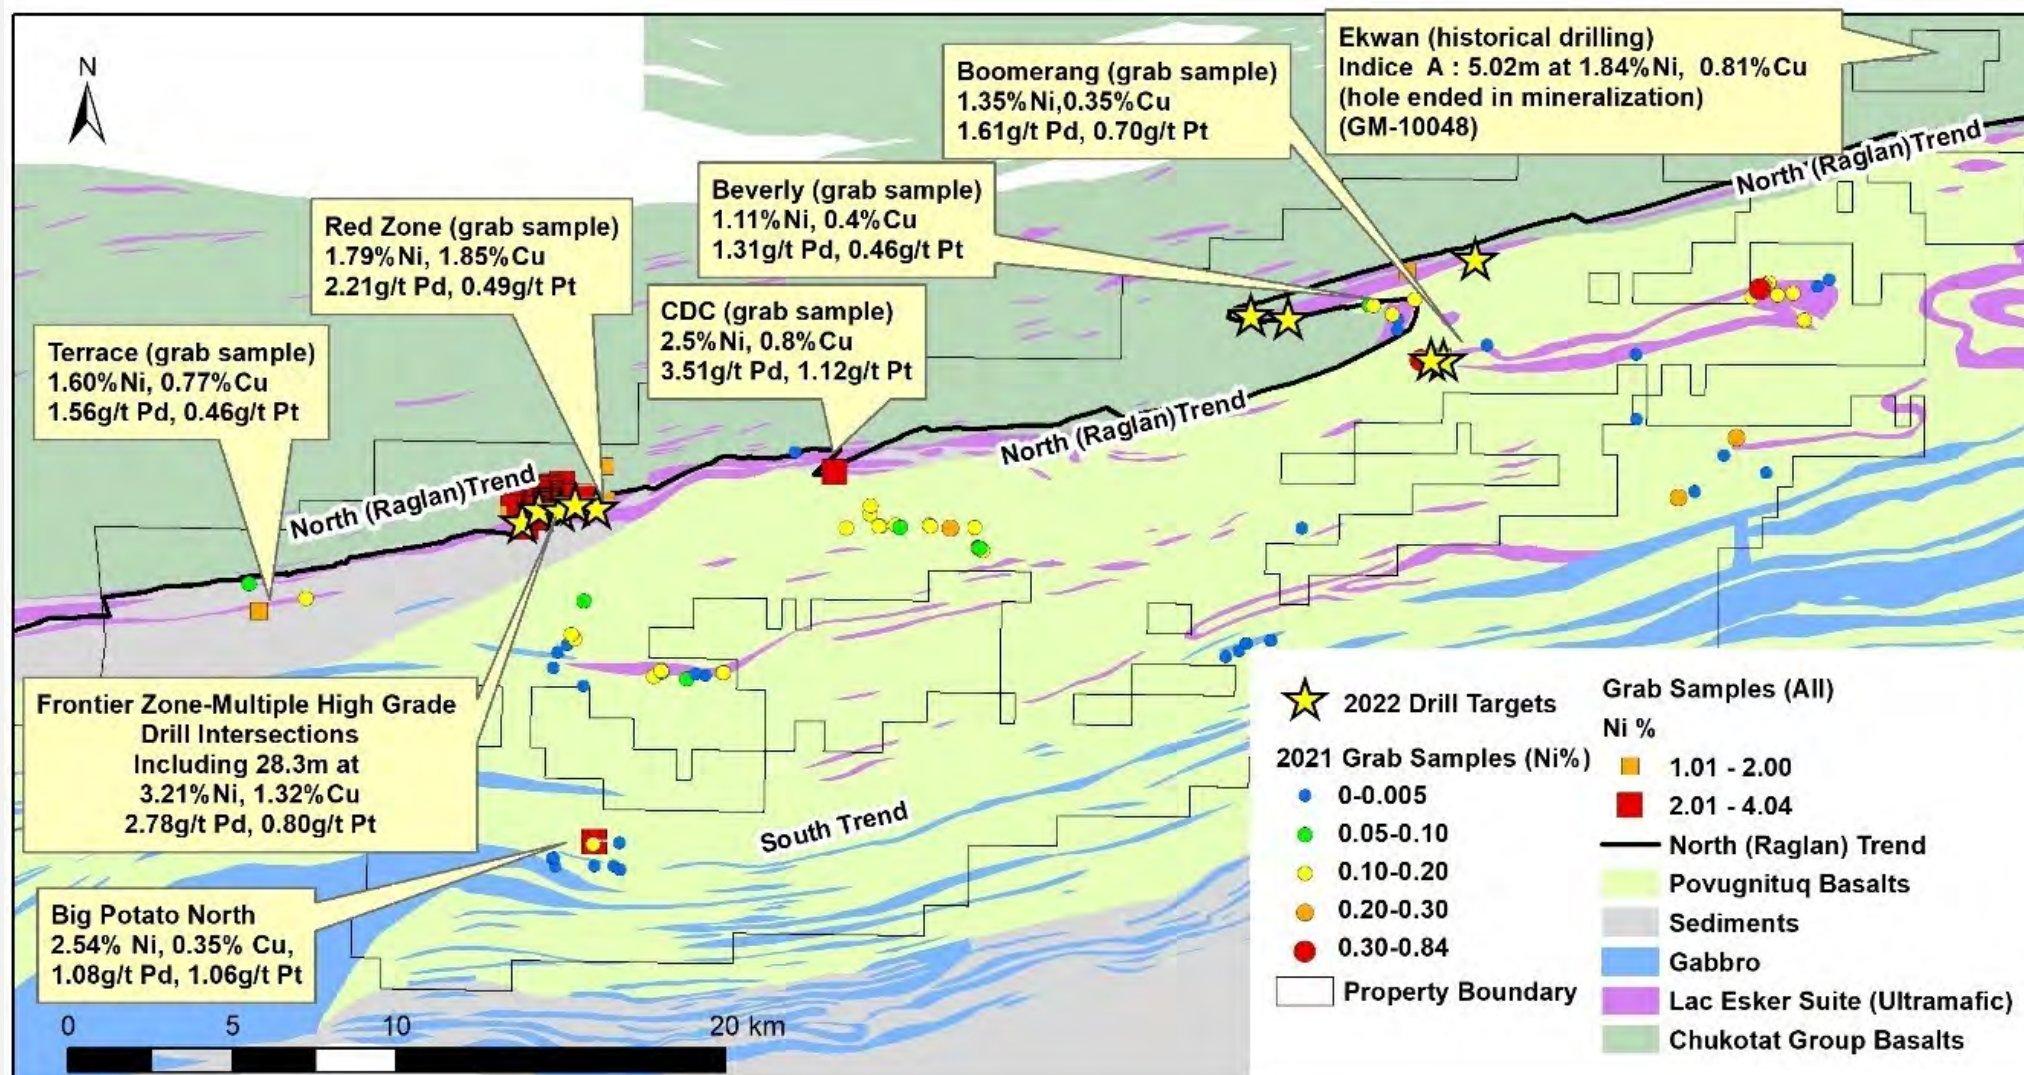 N
Ekwan (historical drilling)
Indice A : 5.02m at 1.84%Ni, 0.81%Cu
(hole ended in mineralization)
(GM-10048)
Boomerang (grab sample)
1.35%Ni,0.35%Cu
1.61g/t Pd, 0.70g/t Pt
Beverly (grab sample)
1.11%Ni, 0.4%Cu
1.31g/t Pd, 0.46g/t Pt
Red Zone (grab sample)
1.79%Ni, 1.85%Cu
2.21g/t Pd, 0.49g/t Pt
CDC (grab sample)
2.5%Ni, 0.8%Cu
3.51g/t Pd, 1.12g/t Pt
Terrace (grab sample)
1.60%Ni, 0.77%Cu
1.56g/t Pd, 0.46g/t Pt
North (Raglan)Trend
North (Raglan)Trend
North (Raglan)Trend
Frontier Zone-Multiple High Grade
Drill Intersections
Including 28.3m at
3.21%Ni, 1.32%Cu
2.78g/t Pd, 0.80g/t Pt
South Trend
Big Potato North
2.54% Ni, 0.35% Cu,
1.08g/t Pd, 1.06g/t Pt
0 5 10 20 km
2022 Drill Targets
2021 Grab Samples (Ni%)
0-0.005
0.05-0.10
0.10-0.20
0.20-0.30
0.30-0.84
Property Boundary
Grab Samples (All)
Ni %
1.01 - 2.00
2.01 - 4.04
North (Raglan) Trend
Povugnituq Basalts
Sediments
Gabbro
Lac Esker Suite (Ultramafic)
Chukotat Group Basalts